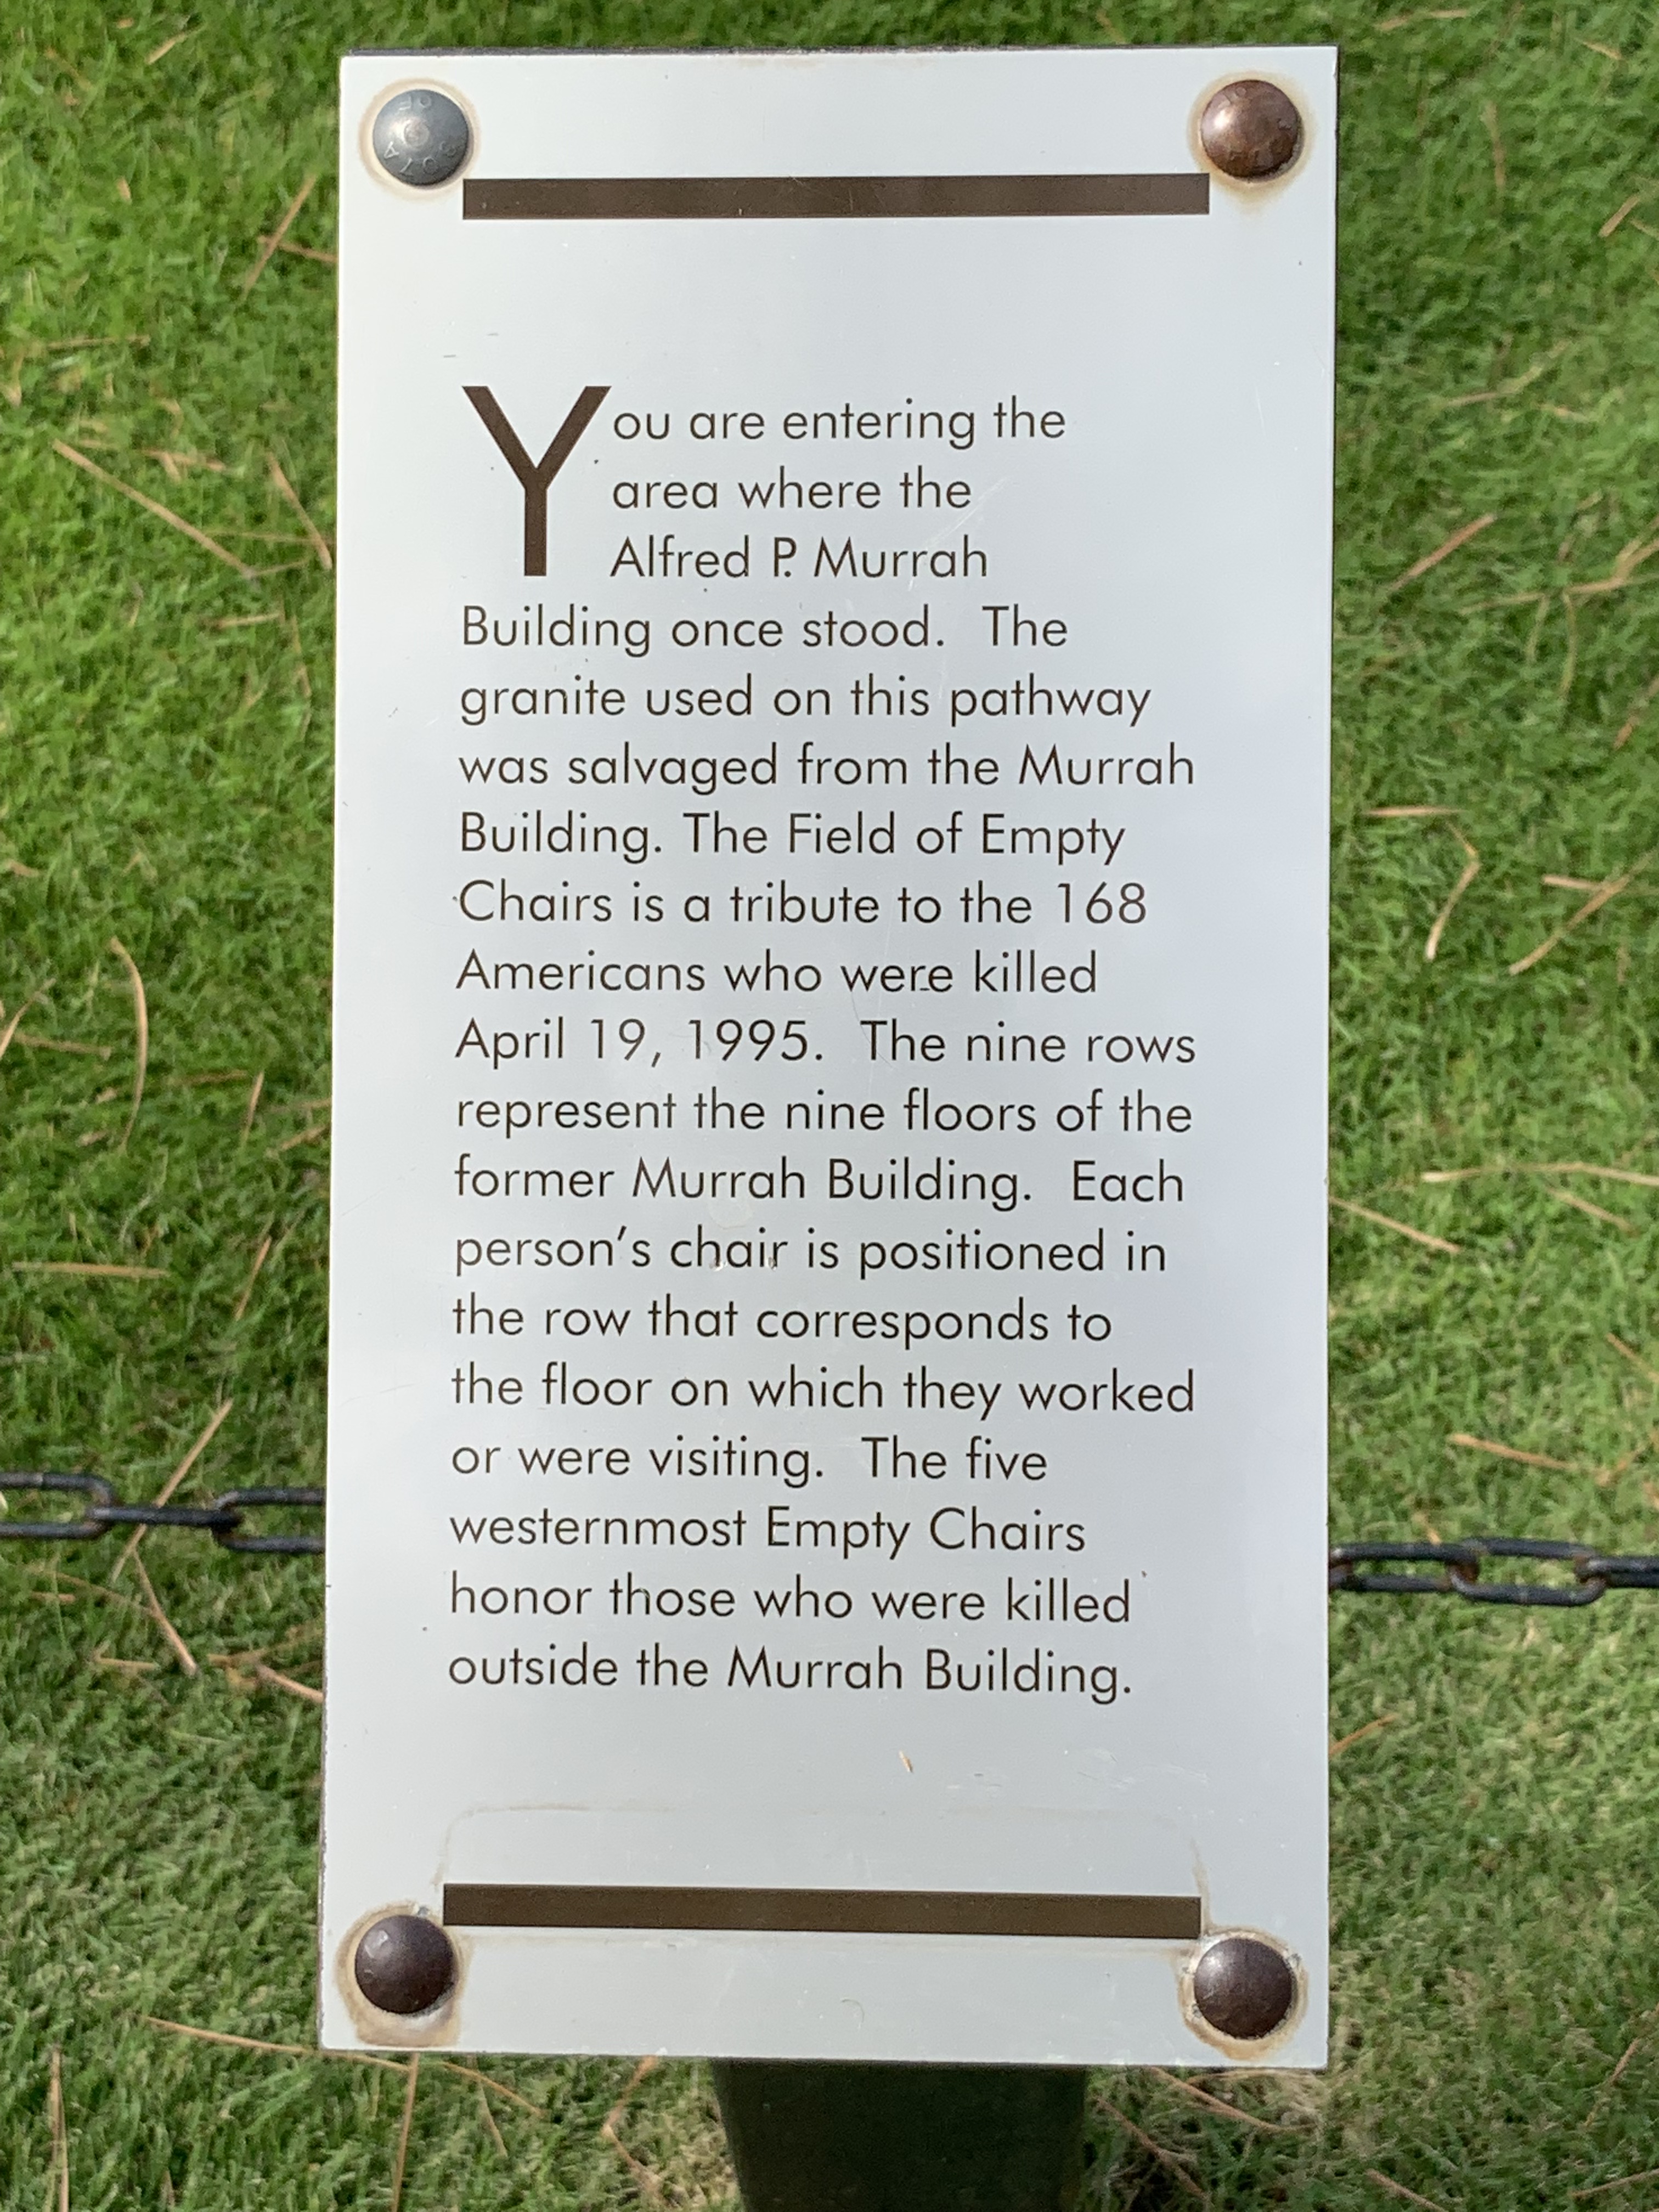 You are entering the
area where the
Alfred P. Murrah
Building once stood.  The
granite used on this pathway
was salvaged from the Murrah
Building. The Field of Empty
Chairs is a tribute to the 168
Americans who were killed
April 19, 1995.  The nine rows
represent the nine floors of the
former Murrah Building.  Each
person's chair is positioned in
the row that corresponds to
the floor on which they worked
or were visiting.  The five
westernmost Empty Chairs
honor those who were killed
outside the Murrah Building.